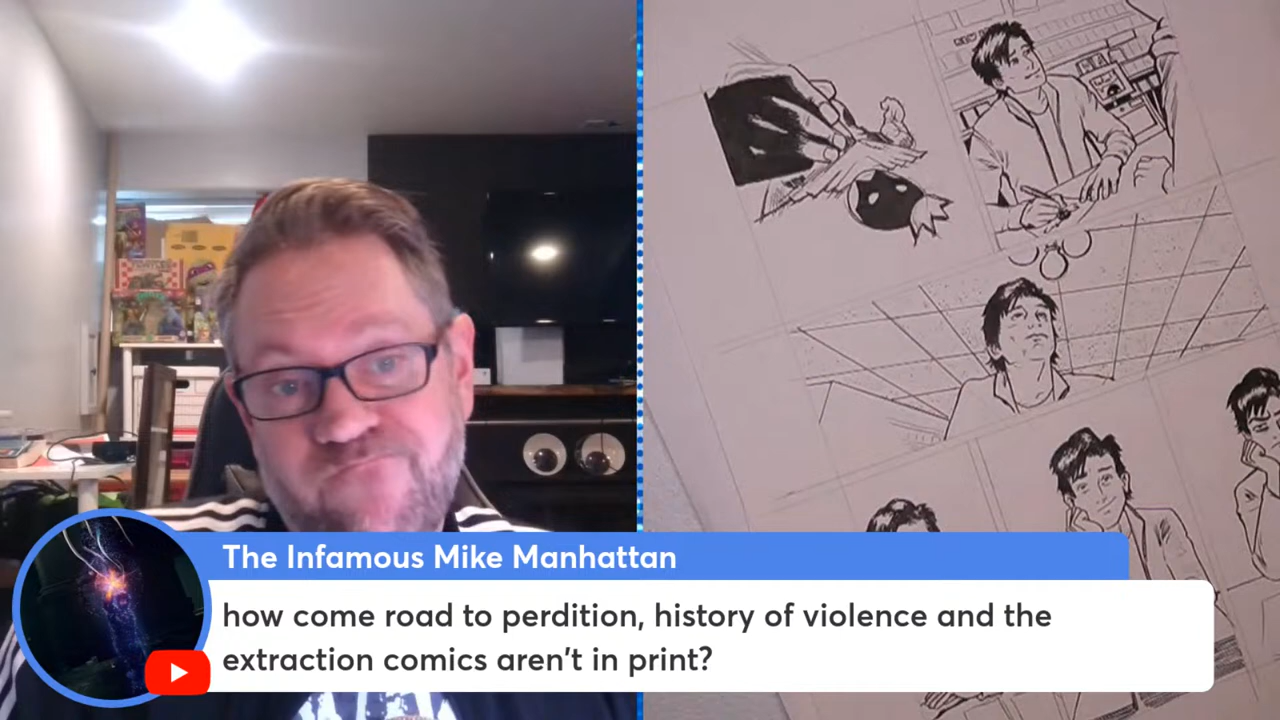 The Infamous Mike Manhattan
how come road to perdition, history of violence and the
extraction comics aren't in print?